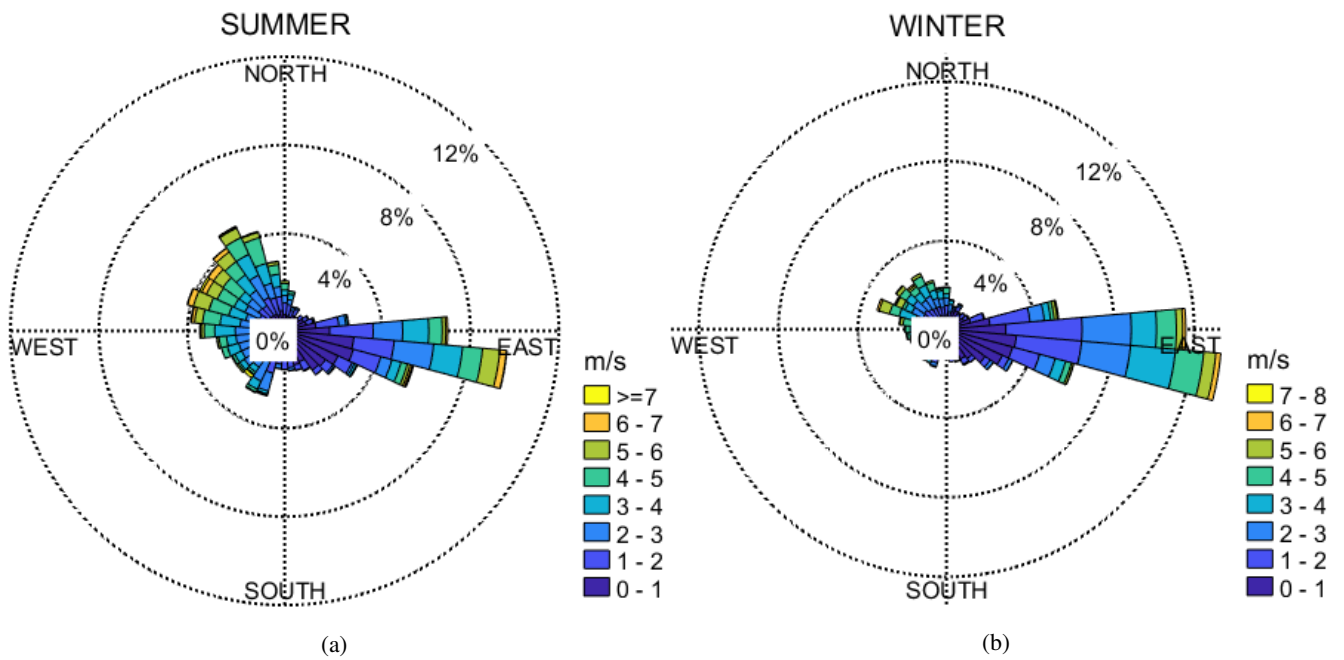 SUMMER
NORTH
12%
8%
4%
0%
WEST
EAST
SOUTH
m/s
>=7
6 - 7
5 - 6
4 - 5
3 - 4
2 - 3
1 - 2
0 - 1
(a)
WINTER
NORTH
12%
8%
4%
0%
WEST
EAST
SOUTH
m/s
7 - 8
6 - 7
5 - 6
4 - 5
3 - 4
2 - 3
1 - 2
0 - 1
(b)